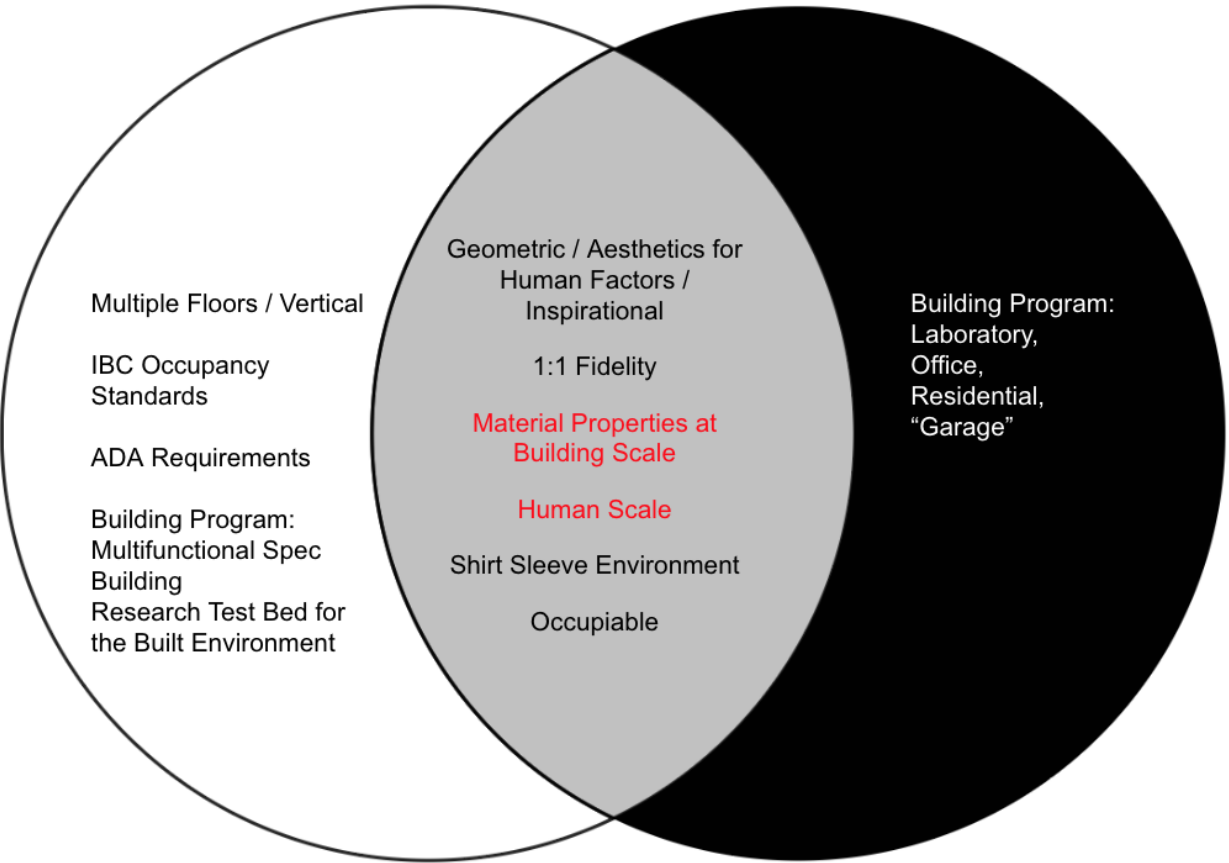 Multiple Floors / Vertical
IBC Occupancy
Standards
ADA Requirements
Building Program:
Multifunctional Spec
Building
Research Test Bed for
the Built Environment
Geometric / Aesthetics for
Human Factors /
Inspirational
1:1 Fidelity
Material Properties at
Building Scale
Human Scale
Shirt Sleeve Environment
Occupiable
Building Program:
Laboratory,
Office,
Residential,
“Garage”